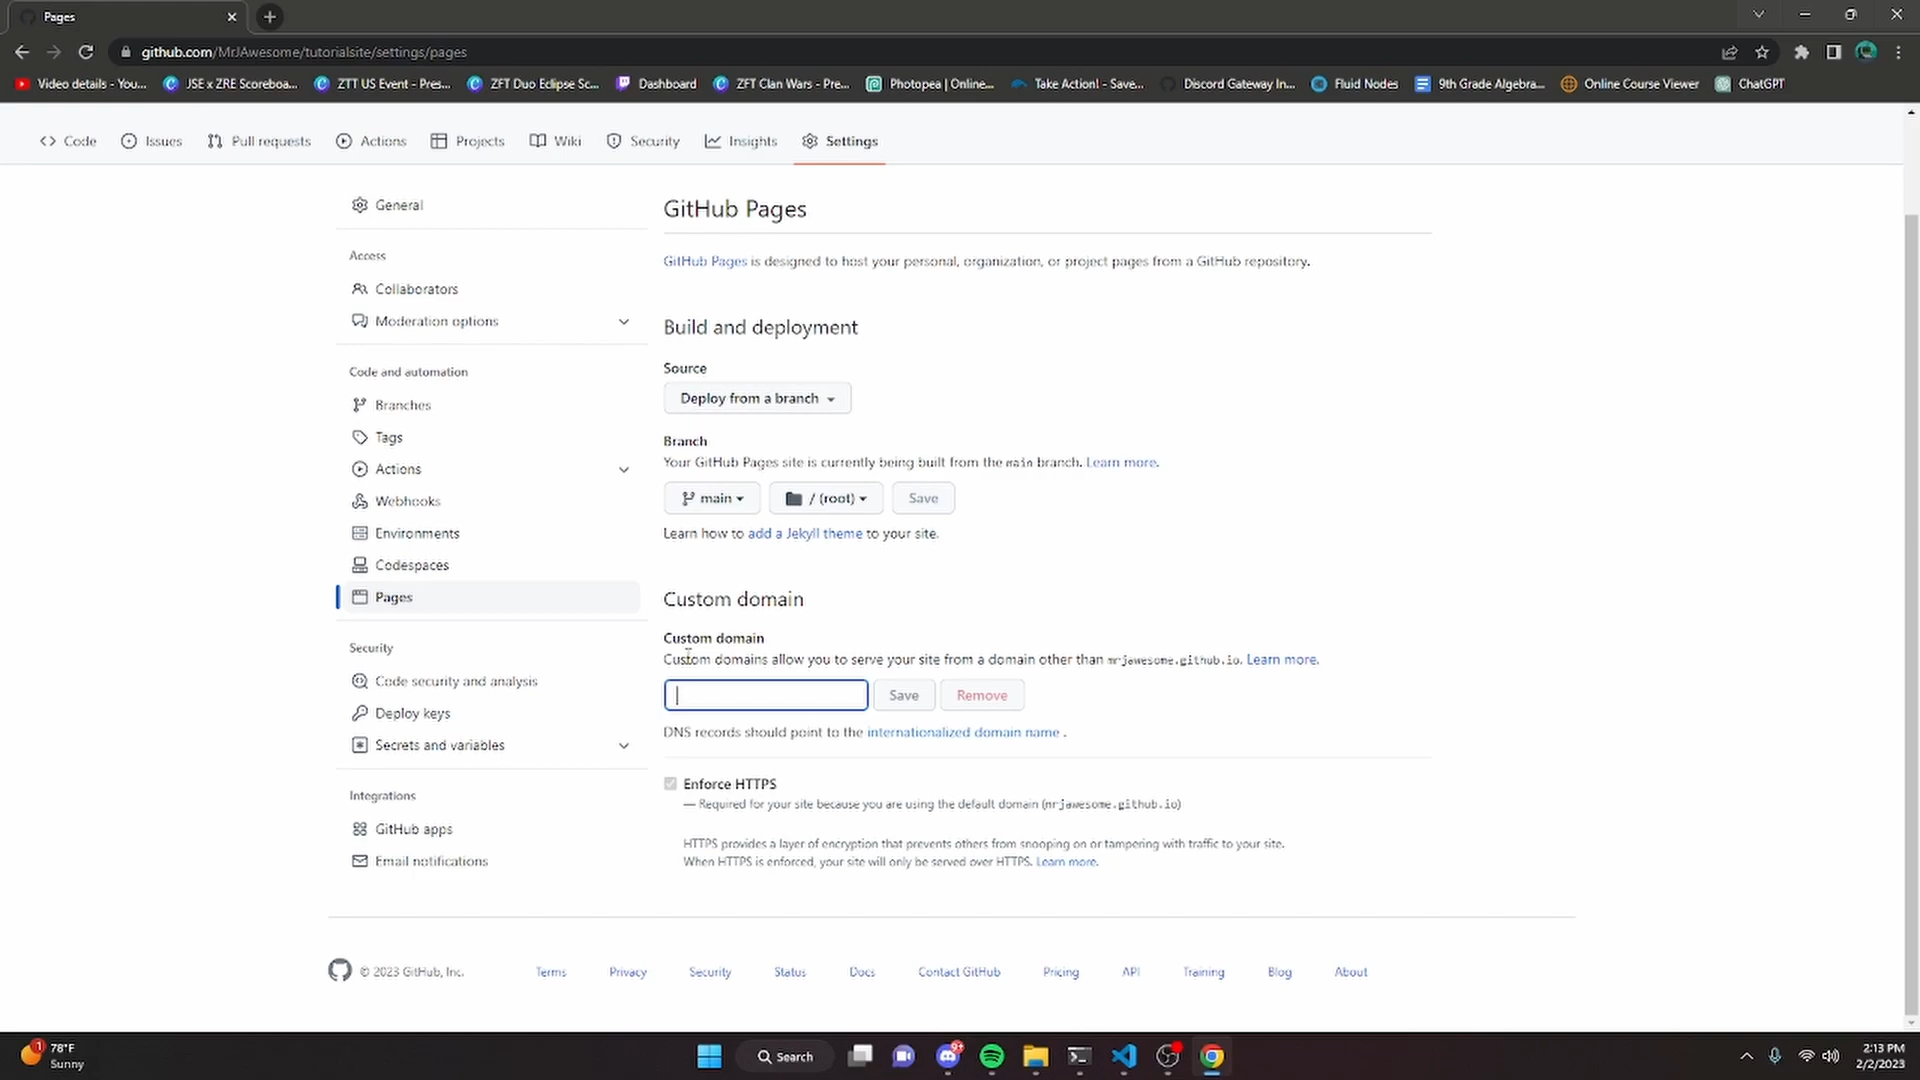 Pages
github.com/MrJAwesome/tutorialsite/settings/pages
Video details - You... JSE x ZRE Scoreboa... ZTT US Event - Pres... ZFT Duo Eclipse Sc... Dashboard ZFT Clan Wars - Pre... Photopea | Online... Take Action! - Save... Discord Gateway In... Fluid Nodes 9th Grade Algebra... Online Course Viewer ChatGPT
Code Issues Pull requests Actions Projects Wiki Security Insights Settings
General
Access
Collaborators
Moderation options
Code and automation
Branches
Tags
Actions
Webhooks
Environments
Codespaces
Pages
Security
Code security and analysis
Deploy keys
Secrets and variables
Integrations
GitHub apps
Email notifications
GitHub Pages
GitHub Pages is designed to host your personal, organization, or project pages from a GitHub repository.
Build and deployment
Source
Deploy from a branch
Branch
Your GitHub Pages site is currently being built from the main branch. Learn more.
main / (root) Save
Learn how to add a Jekyll theme to your site.
Custom domain
Custom domain
Custom domains allow you to serve your site from a domain other than mrjawesome.github.io. Learn more.
Save Remove
DNS records should point to the internationalized domain name .
Enforce HTTPS
— Required for your site because you are using the default domain (mrjawesome.github.io)
HTTPS provides a layer of encryption that prevents others from snooping on or tampering with traffic to your site.
When HTTPS is enforced, your site will only be served over HTTPS. Learn more.
© 2023 GitHub, Inc. Terms Privacy Security Status Docs Contact GitHub Pricing API Training Blog About
1
78°F
Sunny
Search
9+
2:13 PM
2/2/2023